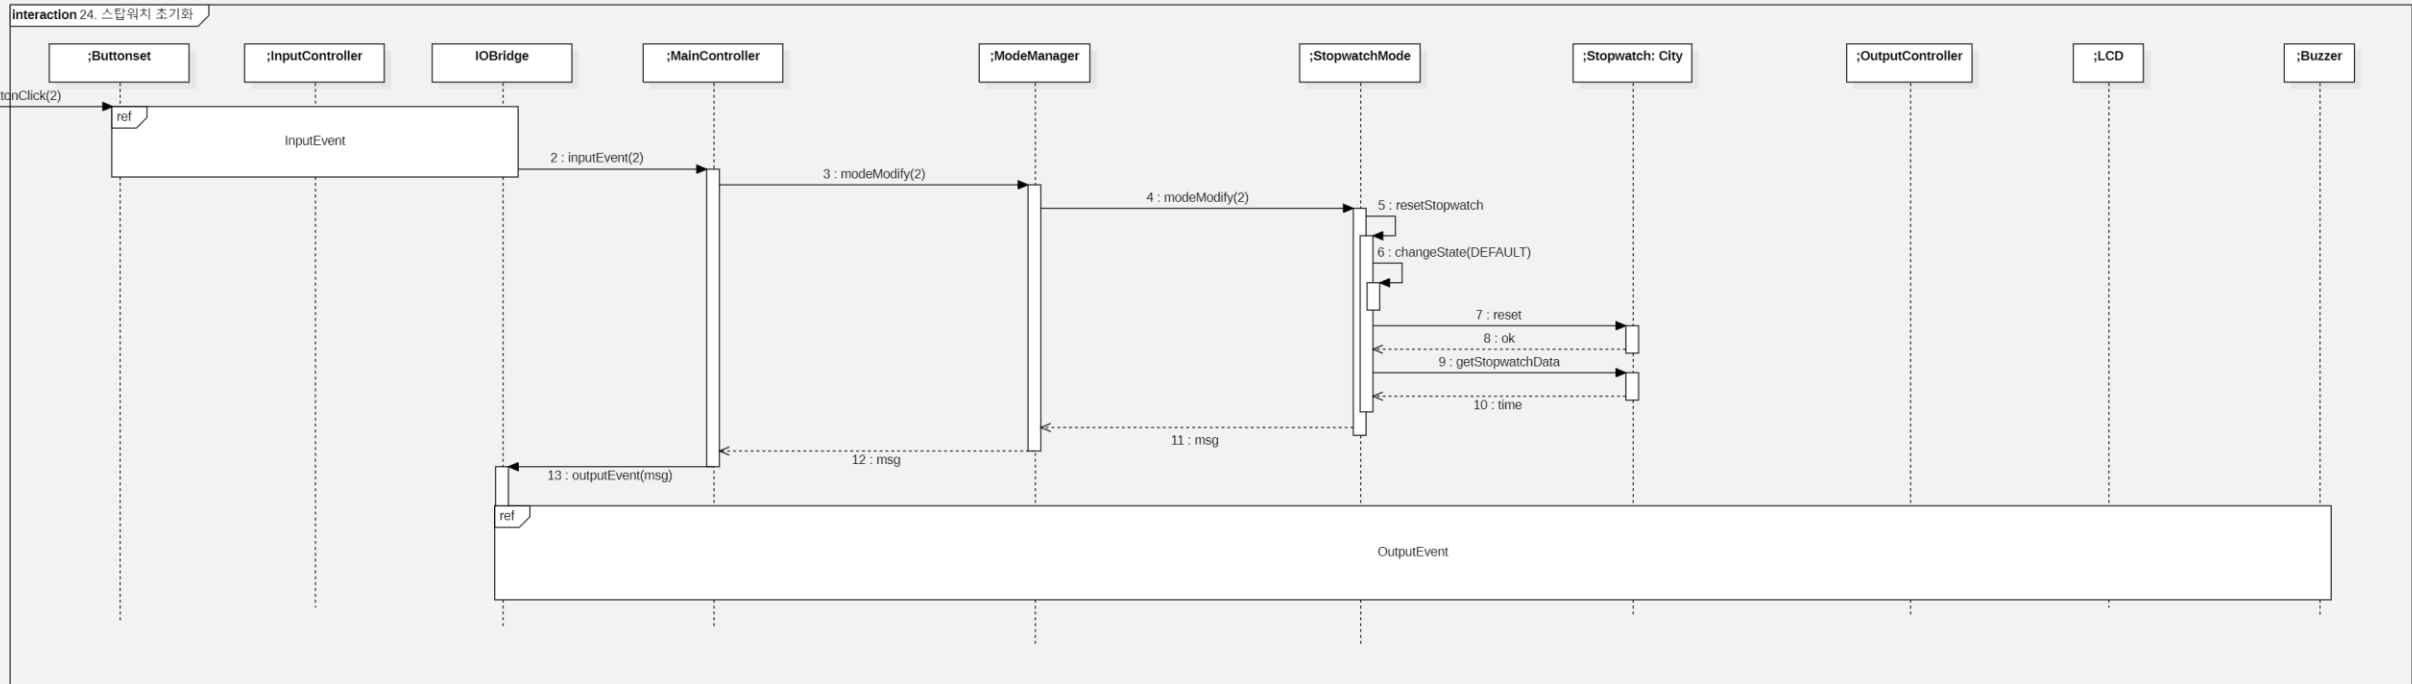 interaction 24. 스탑워치 초기화
;Buttonset
;InputController
IOBridge
;MainController
;ModeManager
;StopwatchMode
;Stopwatch: City
;OutputController
;LCD
;Buzzer
tonClick(2)
ref
InputEvent
2 : inputEvent(2)
3 : modeModify(2)
4 : modeModify(2)
5 : resetStopwatch
6 : changeState(DEFAULT)
7 : reset
8 : ok
9 : getStopwatchData
10 : time
11 : msg
12 : msg
13 : outputEvent(msg)
ref
OutputEvent